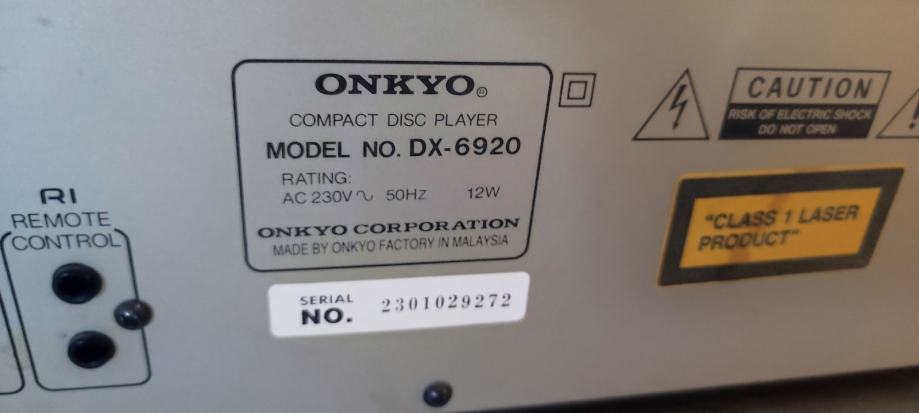 ONKYO®
COMPACT DISC PLAYER
MODEL NO. DX-6920
RATING:
AC 230V∿ 50HZ 12W
ONKYO CORPORATION
MADE BY ONKYO FACTORY IN MALAYSIA
SERIAL NO. 2301029272
RI
REMOTE
CONTROL
CAUTION
RISK OF ELECTRIC SHOCK
DO NOT OPEN
"CLASS 1 LASER
PRODUCT"